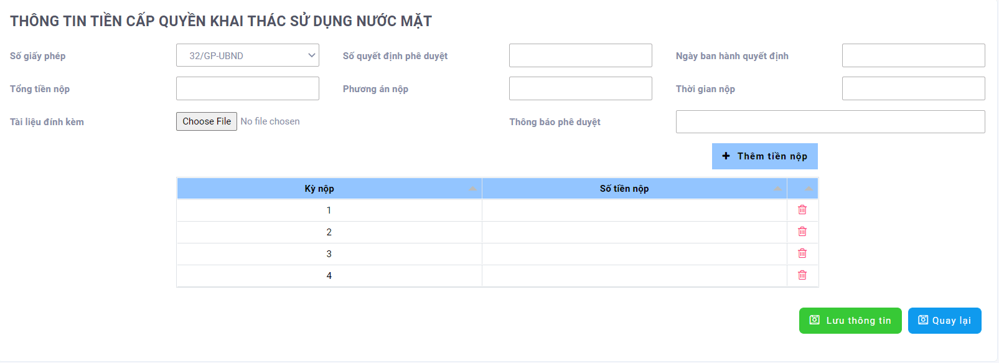 THÔNG TIN TIỀN CẤP QUYỀN KHAI THÁC SỬ DỤNG NƯỚC MẶT
Số giấy phép 32/GP-UBND Số quyết định phê duyệt Ngày ban hành quyết định
Tổng tiền nộp Phương án nộp Thời gian nộp
Tài liệu đính kèm Choose File No file chosen Thông báo phê duyệt
Thêm tiền nộp
Kỳ nộp Số tiền nộp
1
2
3
4
Lưu thông tin Quay lại